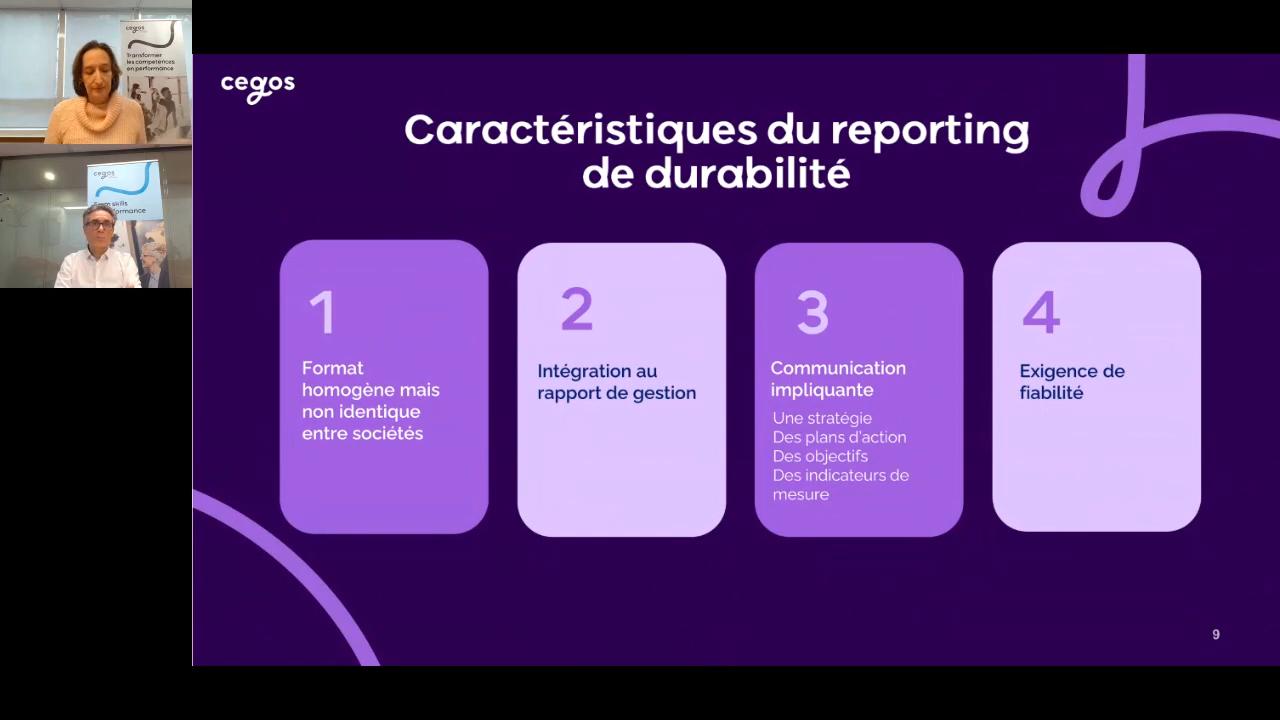 cegos
Transformer
les compétences
en performance
cegos
skills
cegos
Caractéristiques du reporting
de durabilité
1
Format
homogène mais
non identique
entre sociétés
2
Intégration au
rapport de gestion
3
Communication
impliquante
Une stratégie
Des plans d'action
Des objectifs
Des indicateurs de
mesure
4
Exigence de
fiabilité
9